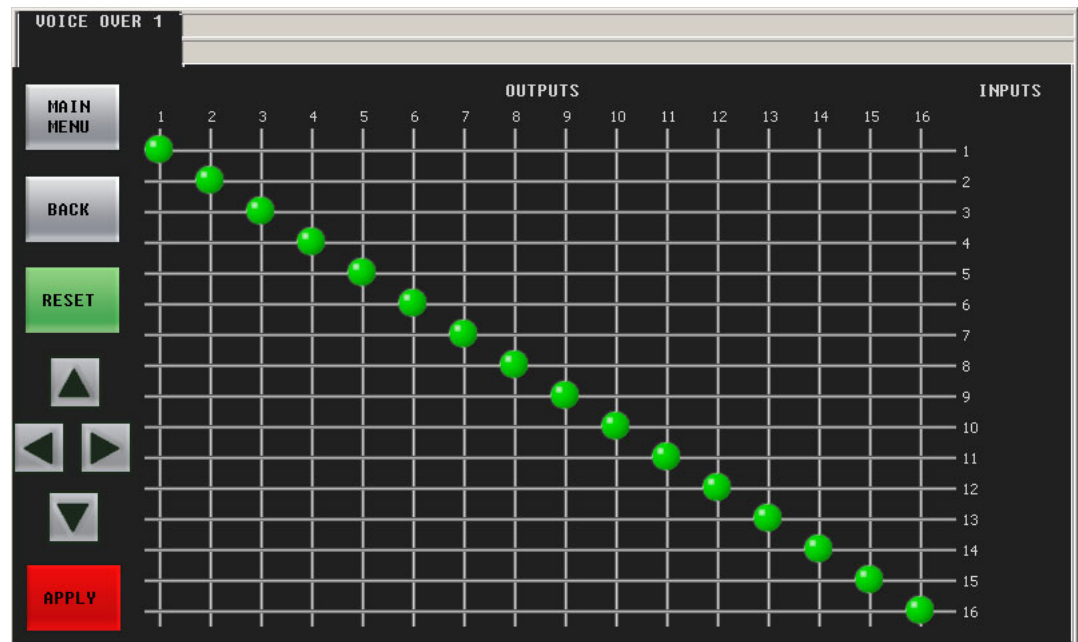 VOICE OVER 1
OUTPUTS
INPUTS
MAIN
MENU
1 2 3 4 5 6 7 8 9 10 11 12 13 14 15 16
1
2
BACK
3
4
5
RESET
6
7
8
9
10
11
12
13
14
15
APPLY
16